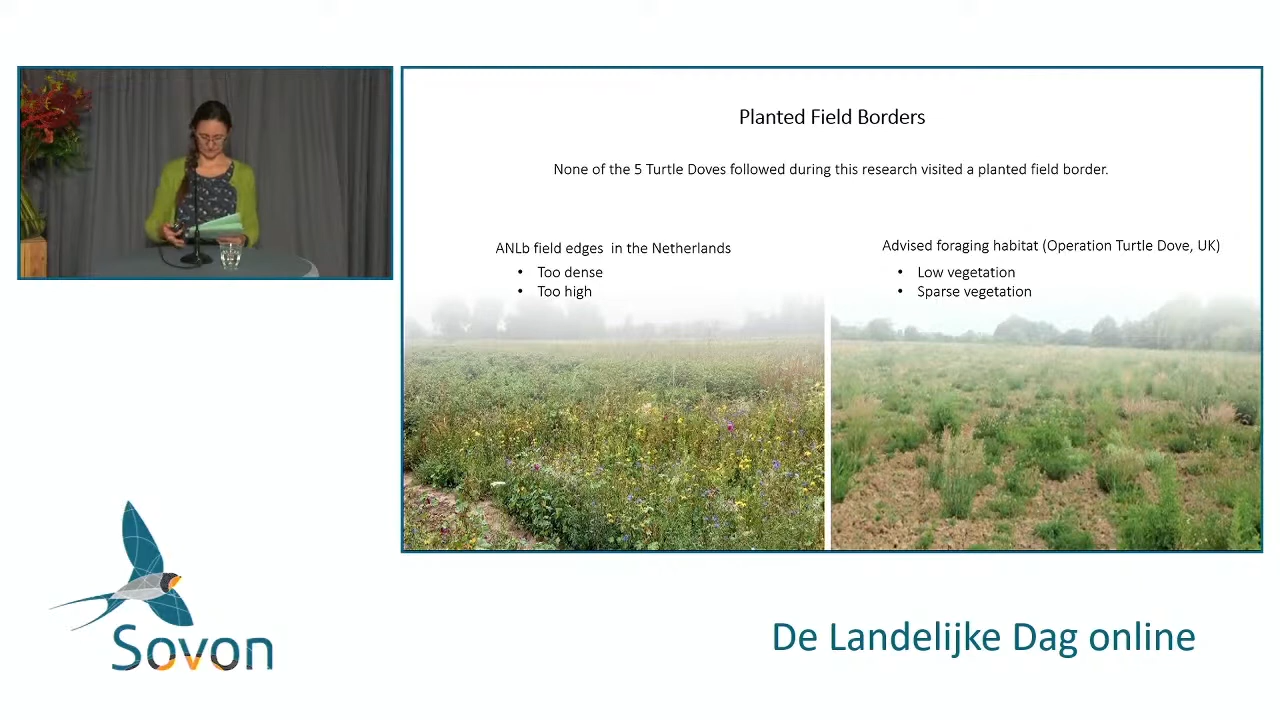 Planted Field Borders
None of the 5 Turtle Doves followed during this research visited a planted field border.
ANLb field edges in the Netherlands
• Too dense
• Too high
Advised foraging habitat (Operation Turtle Dove, UK)
• Low vegetation
• Sparse vegetation
Sovon
De Landelijke Dag online